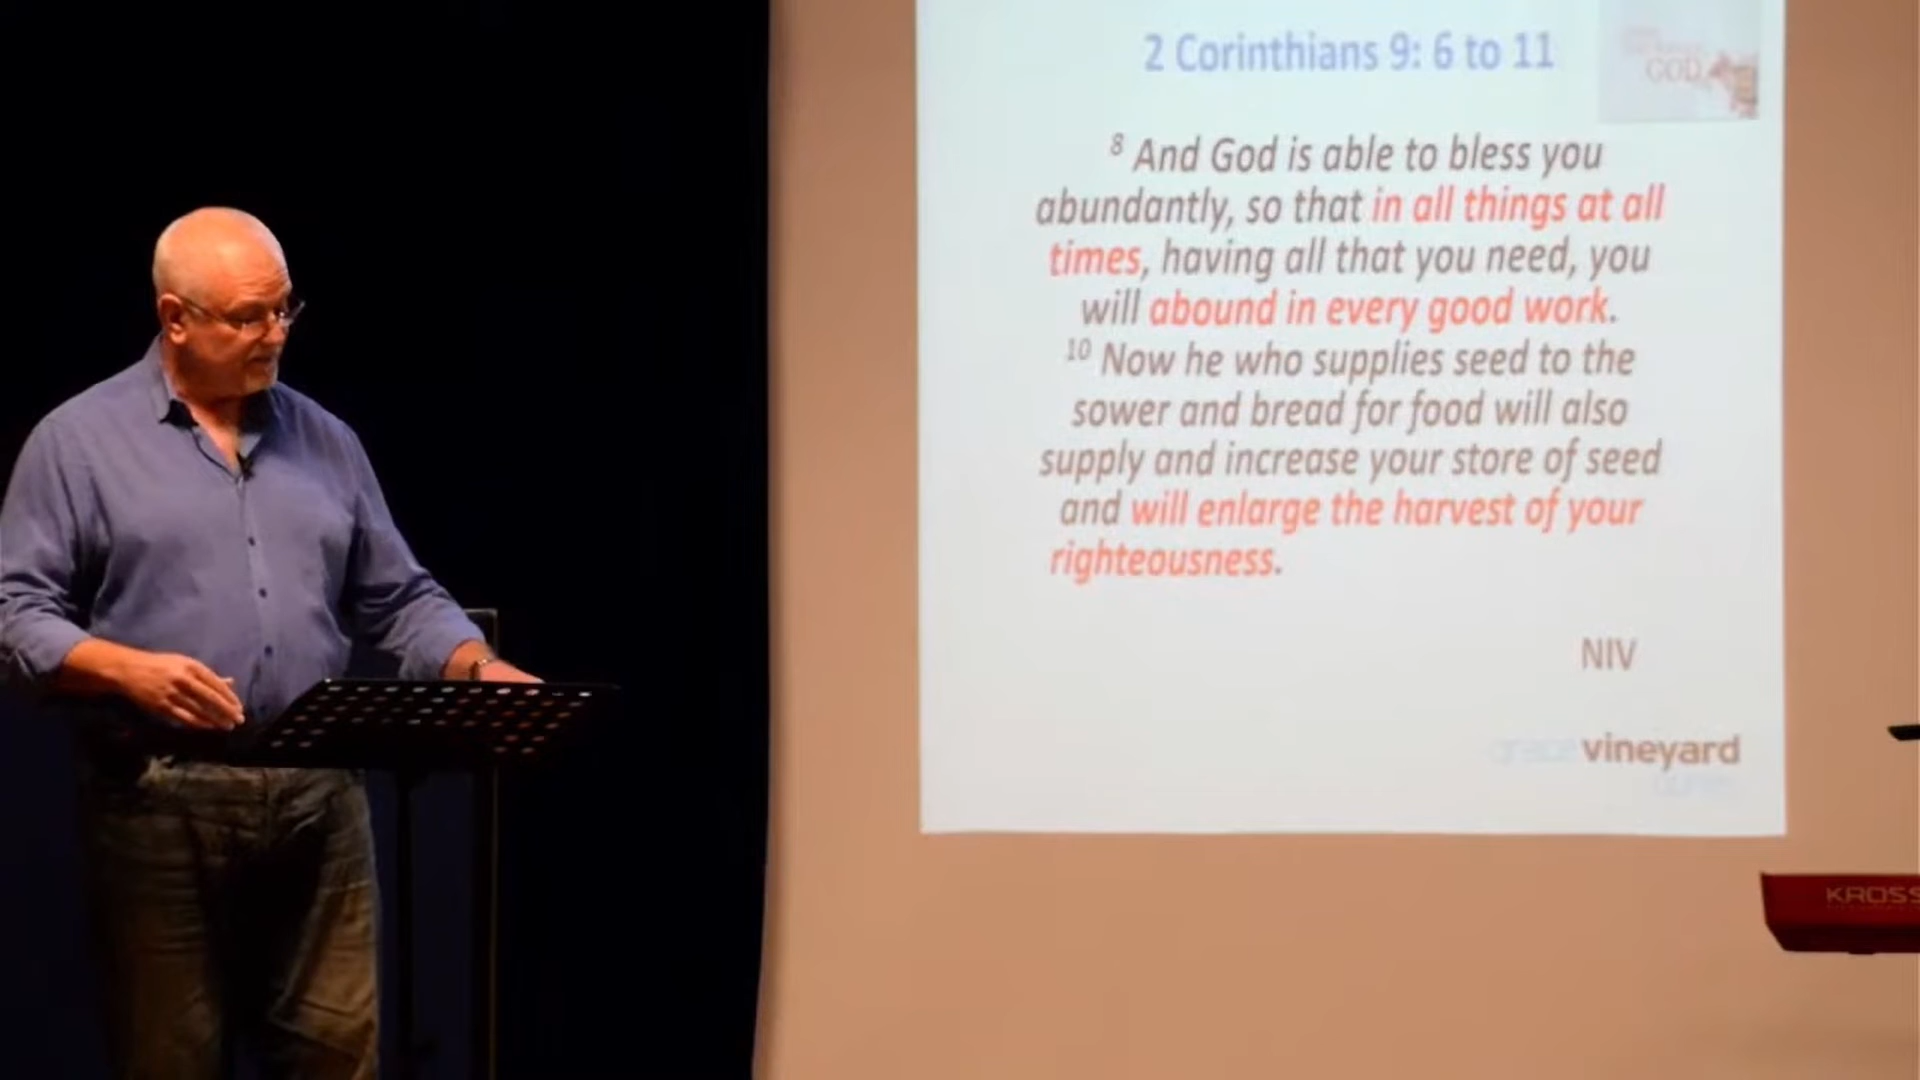 2 Corinthians 9: 6 to 11
GOD
8 And God is able to bless you
abundantly, so that in all things at all
times, having all that you need, you
will abound in every good work.
10 Now he who supplies seed to the
sower and bread for food will also
supply and increase your store of seed
and will enlarge the harvest of your
righteousness.
NIV
grace vineyard
KROSS